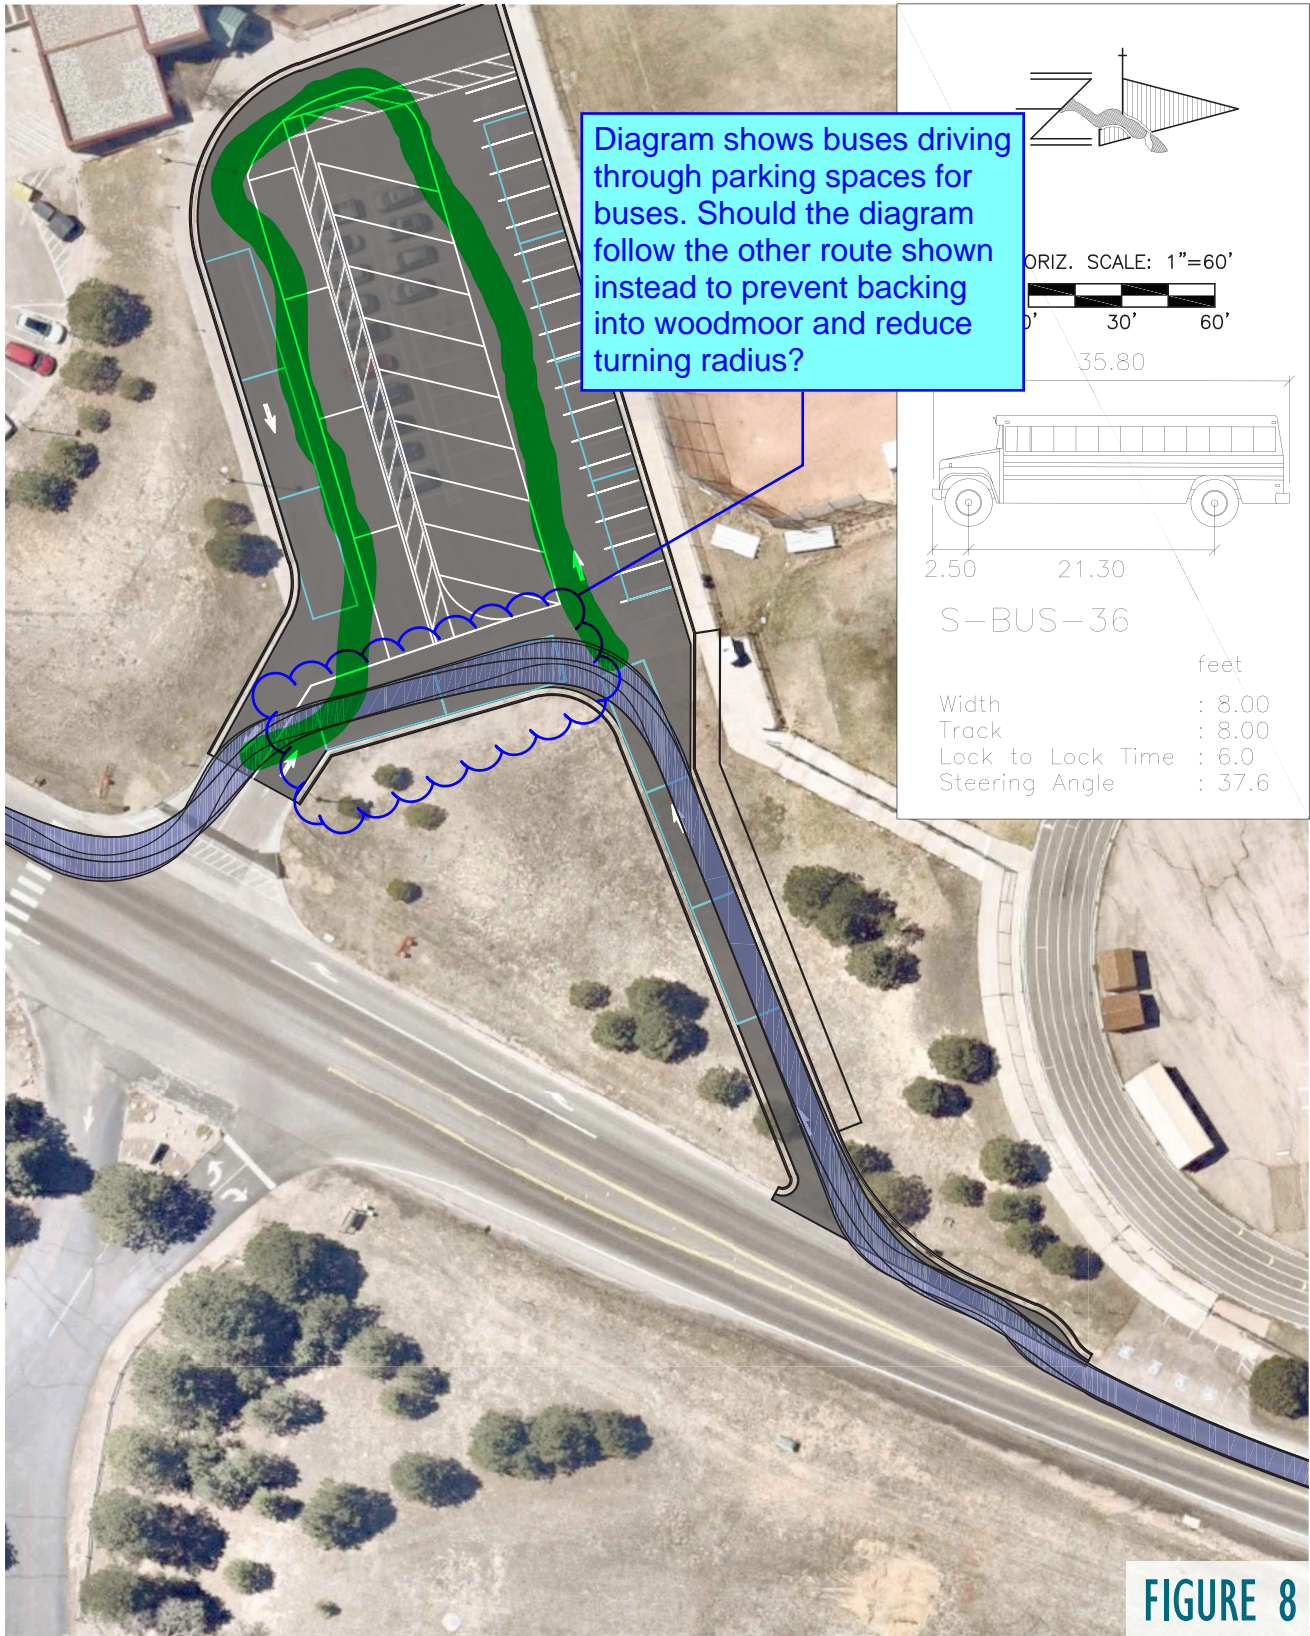 Diagram shows buses driving
through parking spaces for
buses. Should the diagram
follow the other route shown
instead to prevent backing
into woodmoor and reduce
turning radius?
ORIZ. SCALE: 1"=60'
0' 30' 60'
35.80
2.50 21.30
S-BUS-36
feet
Width : 8.00
Track : 8.00
Lock to Lock Time : 6.0
Steering Angle : 37.6
FIGURE 8